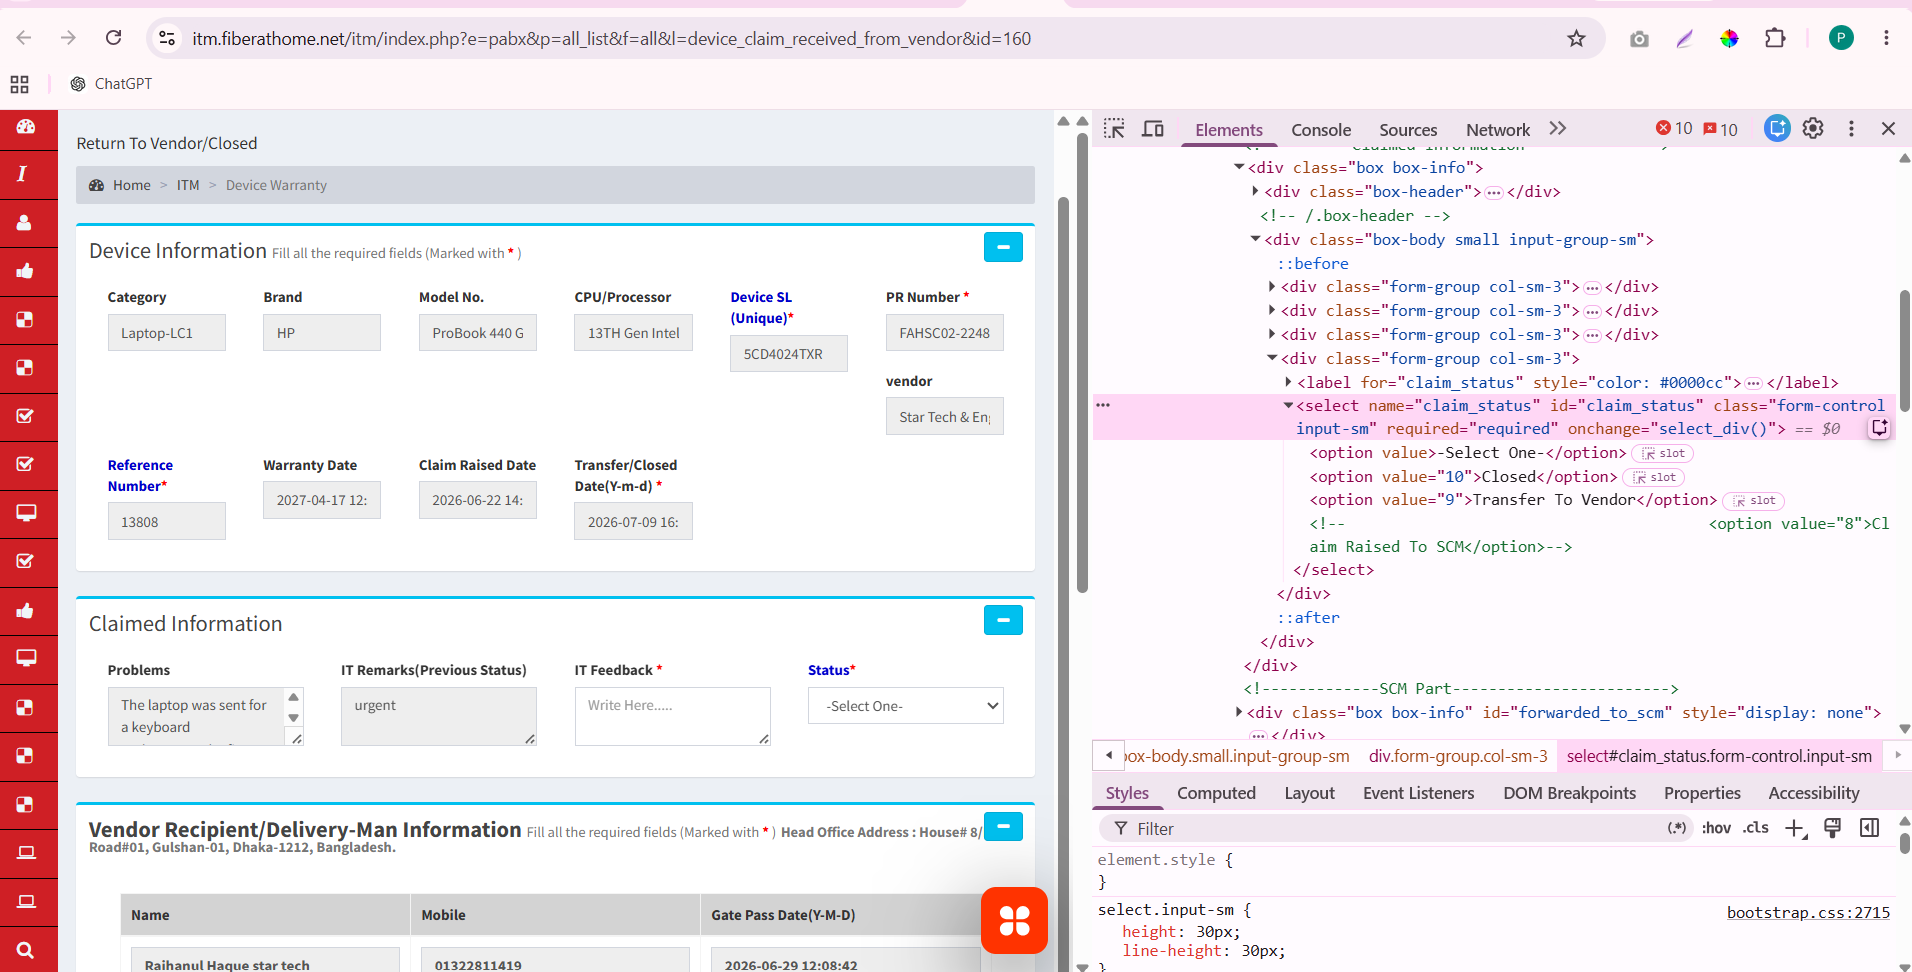 itm.fiberathome.net/itm/index.php?e=pabx&p=all_list&f=all&l=device_claim_received_from_vendor&id=160
P
ChatGPT
Return To Vendor/Closed
Home > ITM > Device Warranty
Device Information Fill all the required fields (Marked with * )
Category
Brand
Model No.
CPU/Processor
Device SL
(Unique)*
PR Number *
Laptop-LC1
HP
ProBook 440 G
13TH Gen Intel
5CD4024TXR
FAHSC02-2248
vendor
Star Tech & En
Reference
Number*
Warranty Date
Claim Raised Date
Transfer/Closed
Date(Y-m-d) *
13808
2027-04-17 12:
2026-06-22 14:
2026-07-09 16:
Claimed Information
Problems
IT Remarks(Previous Status)
IT Feedback *
Status*
The laptop was sent for
a keyboard
urgent
Write Here.....
-Select One-
Vendor Recipient/Delivery-Man Information Fill all the required fields (Marked with * ) Head Office Address : House# 8/
Road#01, Gulshan-01, Dhaka-1212, Bangladesh.
Name
Mobile
Gate Pass Date(Y-M-D)
Raihanul Haque star tech
01322811419
2026-06-29 12:08:42
Elements
Console
Sources
Network
10
10
Claimed Information
<div class="box box-info">
<div class="box-header">…</div>
<!-- /.box-header -->
<div class="box-body small input-group-sm">
::before
<div class="form-group col-sm-3">…</div>
<div class="form-group col-sm-3">…</div>
<div class="form-group col-sm-3">…</div>
<div class="form-group col-sm-3">
<label for="claim_status" style="color: #0000cc">…</label>
<select name="claim_status" id="claim_status" class="form-control
input-sm" required="required" onchange="select_div()"> == $0
<option value>-Select One-</option> slot
<option value="10">Closed</option> slot
<option value="9">Transfer To Vendor</option> slot
<!-- <option value="8">Cl
aim Raised To SCM</option>-->
</select>
</div>
::after
</div>
</div>
<!-------------SCM Part------------------------>
<div class="box box-info" id="forwarded_to_scm" style="display: none">
…</div>
box-body.small.input-group-sm div.form-group.col-sm-3 select#claim_status.form-control.input-sm
Styles
Computed
Layout
Event Listeners
DOM Breakpoints
Properties
Accessibility
Filter
(.*)
:hov
.cls
element.style {
}
select.input-sm {
bootstrap.css:2715
height: 30px;
line-height: 30px;
}